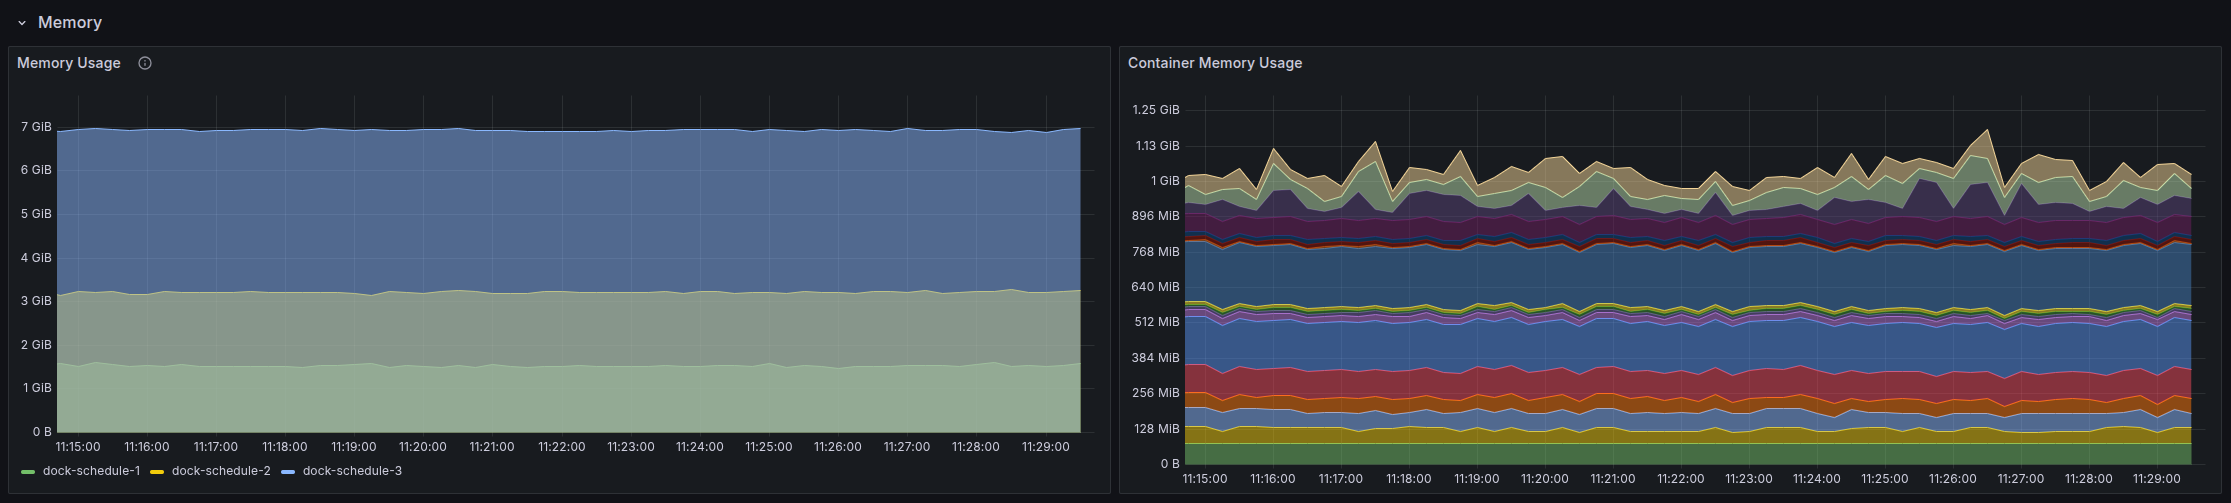 Memory
Memory Usage
7 GiB
6 GiB
5 GiB
4 GiB
3 GiB
2 GiB
1 GiB
0 B
11:15:00 11:16:00 11:17:00 11:18:00 11:19:00 11:20:00 11:21:00 11:22:00 11:23:00 11:24:00 11:25:00 11:26:00 11:27:00 11:28:00 11:29:00
dock-schedule-1 dock-schedule-2 dock-schedule-3
Container Memory Usage
1.25 GiB
1.13 GiB
1 GiB
896 MiB
768 MiB
640 MiB
512 MiB
384 MiB
256 MiB
128 MiB
0 B
11:15:00 11:16:00 11:17:00 11:18:00 11:19:00 11:20:00 11:21:00 11:22:00 11:23:00 11:24:00 11:25:00 11:26:00 11:27:00 11:28:00 11:29:00